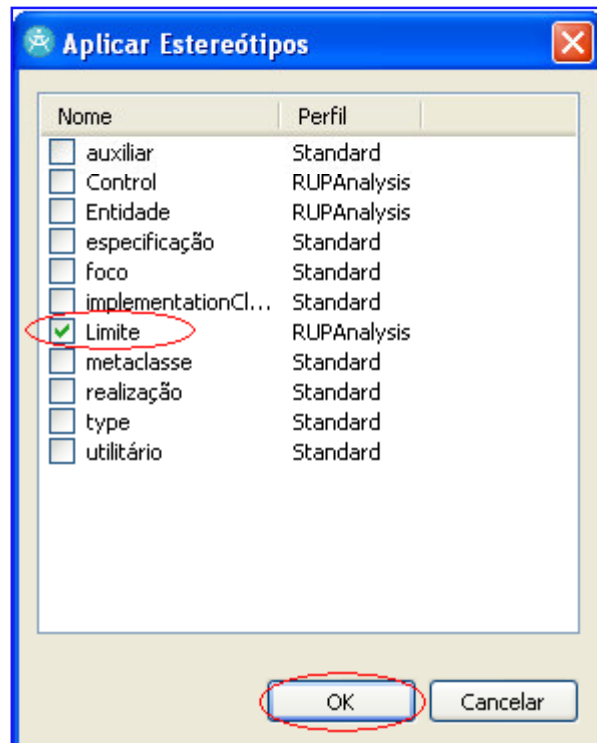 Aplicar Estereótipos
Nome Perfil
auxiliar Standard
Control RUPAnalysis
Entidade RUPAnalysis
especificação Standard
foco Standard
implementationCl... Standard
Limite RUPAnalysis
metaclasse Standard
realização Standard
type Standard
utilitário Standard
OK Cancelar